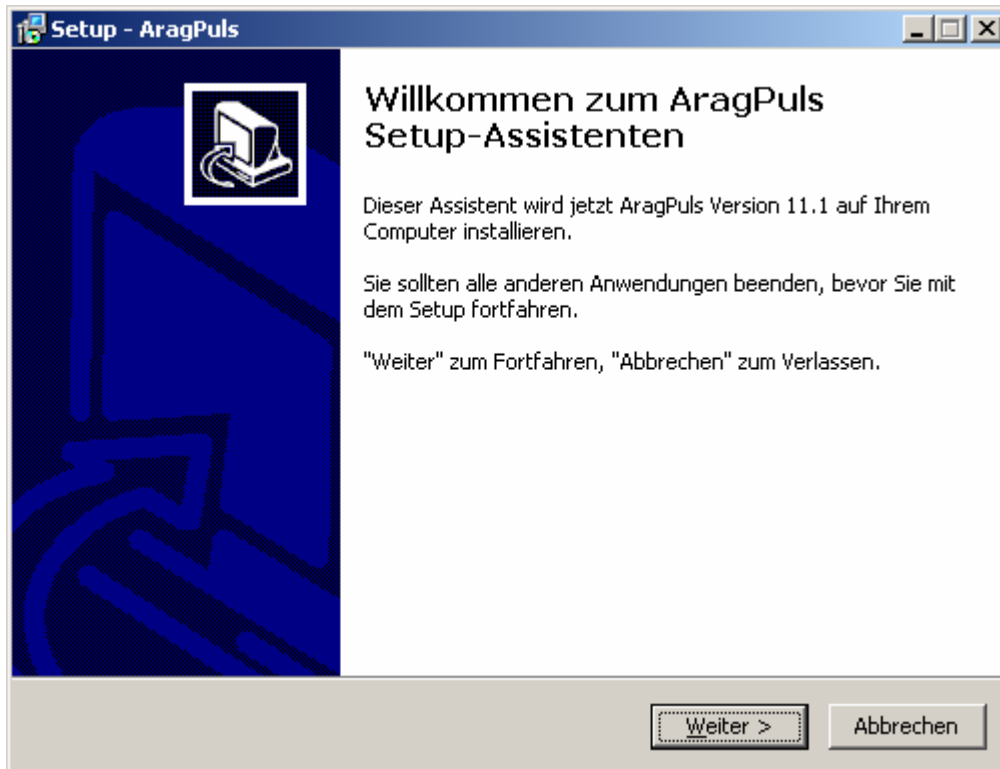 Setup - AragPuls
Willkommen zum AragPuls
Setup-Assistenten
Dieser Assistent wird jetzt AragPuls Version 11.1 auf Ihrem
Computer installieren.
Sie sollten alle anderen Anwendungen beenden, bevor Sie mit
dem Setup fortfahren.
"Weiter" zum Fortfahren, "Abbrechen" zum Verlassen.
Weiter >
Abbrechen